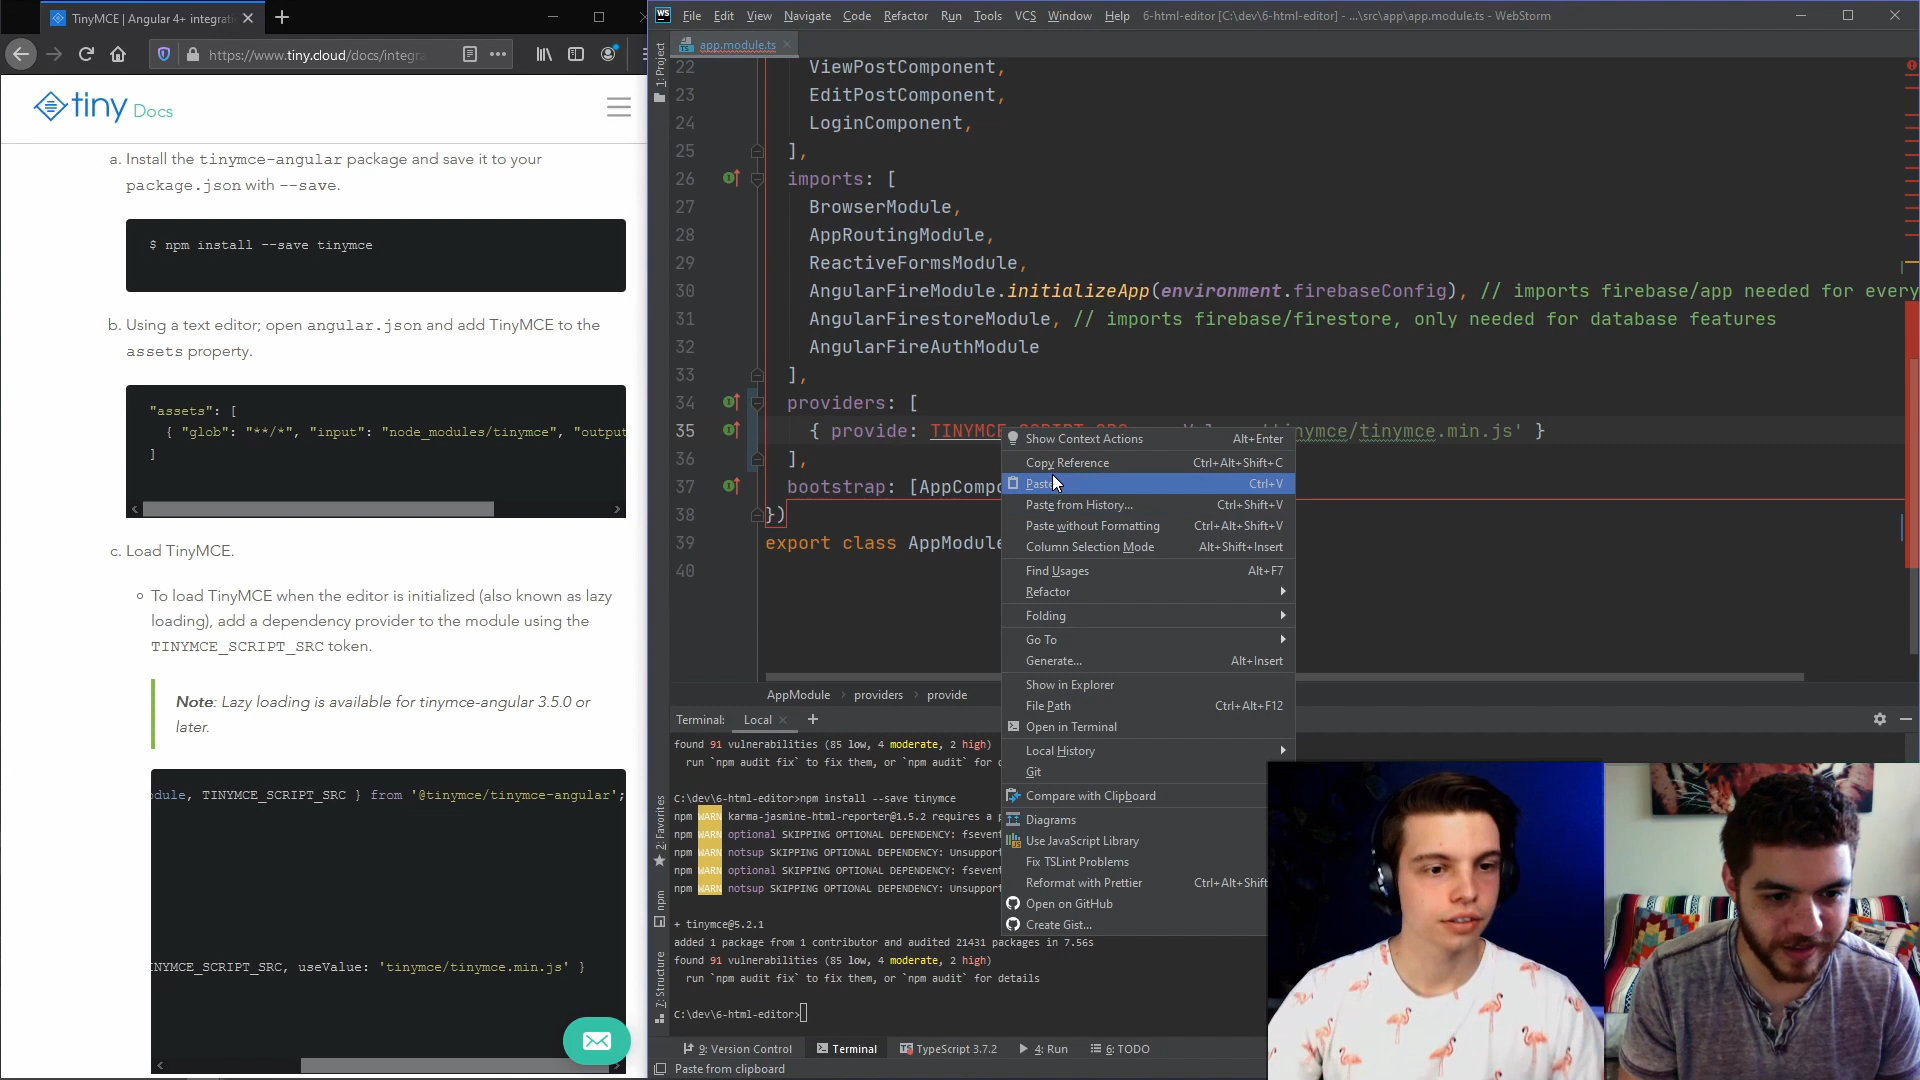 TinyMCE | Angular 4+ integrati
https://www.tiny.cloud/docs/integra
tiny Docs
a. Install the tinymce-angular package and save it to your
package.json with --save.
$ npm install --save tinymce
b. Using a text editor; open angular.json and add TinyMCE to the
assets property.
"assets": [
{ "glob": "**/*", "input": "node_modules/tinymce", "output
]
c. Load TinyMCE.
To load TinyMCE when the editor is initialized (also known as lazy
loading), add a dependency provider to the module using the
TINYMCE_SCRIPT_SRC token.
Note: Lazy loading is available for tinymce-angular 3.5.0 or
later.
dule, TINYMCE_SCRIPT_SRC } from '@tinymce/tinymce-angular';
INYMCE_SCRIPT_SRC, useValue: 'tinymce/tinymce.min.js' }
WS File Edit View Navigate Code Refactor Run Tools VCS Window Help 6-html-editor [C:\dev\6-html-editor] - ...\src\app\app.module.ts - WebStorm
app.module.ts
1: Project
22 ViewPostComponent,
23 EditPostComponent,
24 LoginComponent,
25 ],
26 imports: [
27 BrowserModule,
28 AppRoutingModule,
29 ReactiveFormsModule,
30 AngularFireModule.initializeApp(environment.firebaseConfig), // imports firebase/app needed for every
31 AngularFirestoreModule, // imports firebase/firestore, only needed for database features
32 AngularFireAuthModule
33 ],
34 providers: [
35 { provide: TINYMCE inymce/tinymce.min.js' }
36 ],
37 bootstrap: [AppCompo
38 })
39 export class AppModule
40
Show Context Actions Alt+Enter
Copy Reference Ctrl+Alt+Shift+C
Paste Ctrl+V
Paste from History... Ctrl+Shift+V
Paste without Formatting Ctrl+Alt+Shift+V
Column Selection Mode Alt+Shift+Insert
Find Usages Alt+F7
Refactor
Folding
Go To
Generate... Alt+Insert
Show in Explorer
File Path Ctrl+Alt+F12
Open in Terminal
Local History
Git
Compare with Clipboard
Diagrams
Use JavaScript Library
Fix TSLint Problems
Reformat with Prettier Ctrl+Alt+Shift
Open on GitHub
Create Gist...
AppModule providers provide
Terminal: Local
found 91 vulnerabilities (85 low, 4 moderate, 2 high)
run `npm audit fix` to fix them, or `npm audit` for d
C:\dev\6-html-editor>npm install --save tinymce
npm WARN karma-jasmine-html-reporter@1.5.2 requires a p
npm WARN optional SKIPPING OPTIONAL DEPENDENCY: fsevent
npm WARN notsup SKIPPING OPTIONAL DEPENDENCY: Unsuppor
npm WARN optional SKIPPING OPTIONAL DEPENDENCY: fsevent
npm WARN notsup SKIPPING OPTIONAL DEPENDENCY: Unsuppor
+ tinymce@5.2.1
added 1 package from 1 contributor and audited 21431 packages in 7.56s
found 91 vulnerabilities (85 low, 4 moderate, 2 high)
run `npm audit fix` to fix them, or `npm audit` for details
C:\dev\6-html-editor>
2: Favorites
npm
7: Structure
9: Version Control Terminal TypeScript 3.7.2 4: Run 6: TODO
Paste from clipboard